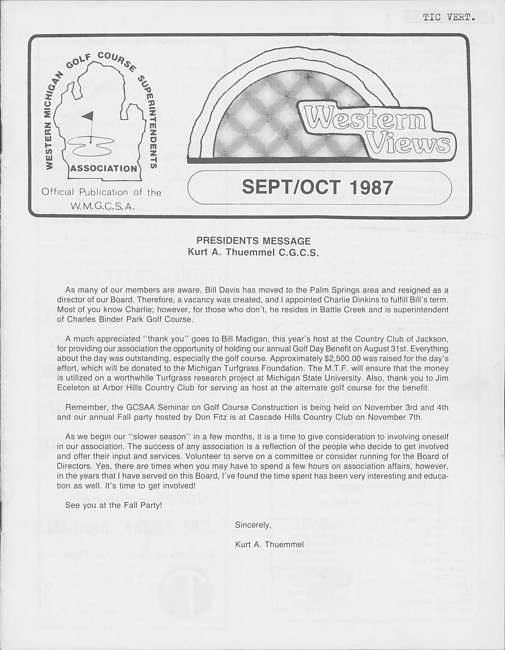 TIC VERT.
WESTERN MICHIGAN GOLF COURSE SUPERINTENDENTS
ASSOCIATION
Official Publication of the
W.M.G.C.S.A.
Western
Views
SEPT/OCT 1987
PRESIDENTS MESSAGE
Kurt A. Thuemmel C.G.C.S.
As many of our members are aware, Bill Davis has moved to the Palm Springs area and resigned as a
director of our Board. Therefore, a vacancy was created, and I appointed Charlie Dinkins to fulfill Bill's term.
Most of you know Charlie; however, for those who don't, he resides in Battle Creek and is superintendent
of Charles Binder Park Golf Course.
A much appreciated "thank you" goes to Bill Madigan, this year's host at the Country Club of Jackson,
for providing our association the opportunity of holding our annual Golf Day Benefit on August 31st. Everything
about the day was outstanding, especially the golf course. Approximately $2,500.00 was raised for the day's
effort, which will be donated to the Michigan Turfgrass Foundation. The M.T.F. will ensure that the money
is utilized on a worthwhile Turfgrass research project at Michigan State University. Also, thank you to Jim
Eceleton at Arbor Hills Country Club for serving as host at the alternate golf course for the benefit.
Remember, the GCSAA Seminar on Golf Course Construction is being held on November 3rd and 4th
and our annual Fall party hosted by Don Fitz is at Cascade Hills Country Club on November 7th.
As we begin our "slower season" in a few months, it is a time to give consideration to involving oneself
in our association. The success of any association is a reflection of the people who decide to get involved
and offer their input and services. Volunteer to serve on a committee or consider running for the Board of
Directors. Yes, there are times when you may have to spend a few hours on association affairs, however,
in the years that I have served on this Board, I've found the time spent has been very interesting and educa-
tion as well. It's time to get involved!
See you at the Fall Party!
Sincerely,
Kurt A. Thuemmel